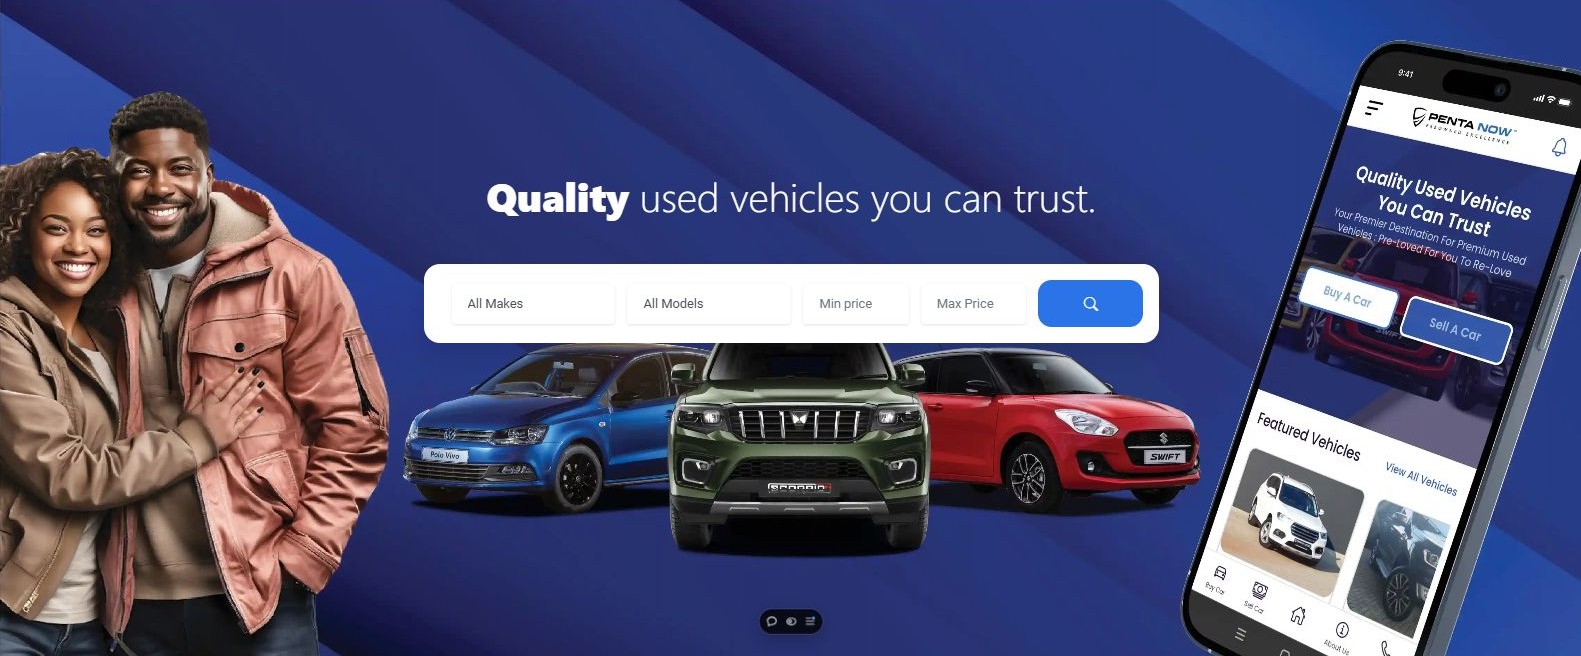 Quality used vehicles you can trust.
All Makes
All Models
Min price
Max Price
Polo Vivo
Scorpio
SWIFT
9:41
PENTA NOW
PREOWNED EXCELLENCE
Quality Used Vehicles
You Can Trust
Your Premier Destination For Premium Used
Vehicles : Pre-Loved For You To Re-Love
Buy A Car
Sell A Car
Featured Vehicles
View All Vehicles
Buy Car
Sell Car
About Us